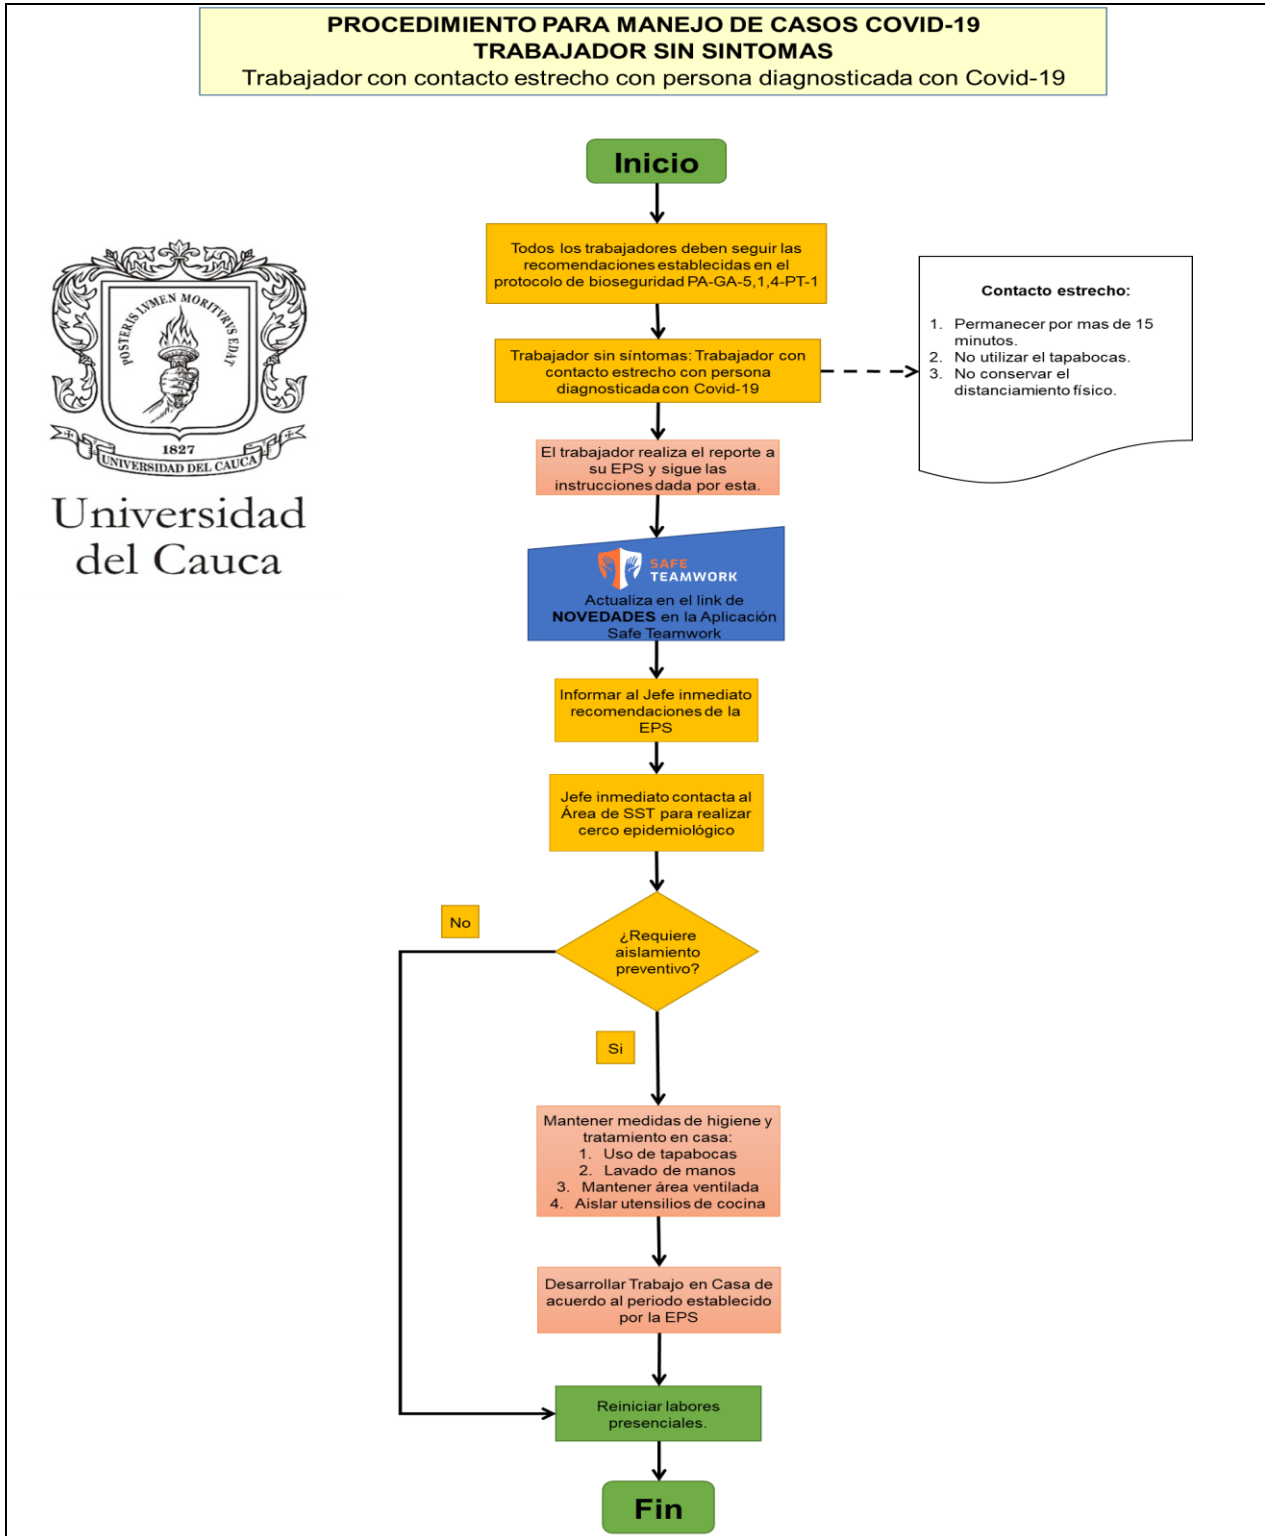 PROCEDIMIENTO PARA MANEJO DE CASOS COVID-19
TRABAJADOR SIN SINTOMAS
Trabajador con contacto estrecho con persona diagnosticada con Covid-19
Inicio
Todos los trabajadores deben seguir las
recomendaciones establecidas en el
protocolo de bioseguridad PA-GA-5,1,4-PT-1
Contacto estrecho:
1. Permanecer por mas de 15
minutos.
2. No utilizar el tapabocas.
3. No conservar el
distanciamiento físico.
Trabajador sin síntomas: Trabajador con
contacto estrecho con persona
diagnosticada con Covid-19
POSTERIS LVMEN MORITVRVS EDAT
1827
UNIVERSIDAD DEL CAUCA
Universidad
del Cauca
El trabajador realiza el reporte a
su EPS y sigue las
instrucciones dada por esta.
SAFE
TEAMWORK
Actualiza en el link de
NOVEDADES en la Aplicación
Safe Teamwork
Informar al Jefe inmediato
recomendaciones de la
EPS
Jefe inmediato contacta al
Área de SST para realizar
cerco epidemiológico
¿Requiere
aislamiento
preventivo?
No
Si
Mantener medidas de higiene y
tratamiento en casa:
1. Uso de tapabocas
2. Lavado de manos
3. Mantener área ventilada
4. Aislar utensilios de cocina
Desarrollar Trabajo en Casa de
acuerdo al periodo establecido
por la EPS
Reiniciar labores
presenciales.
Fin